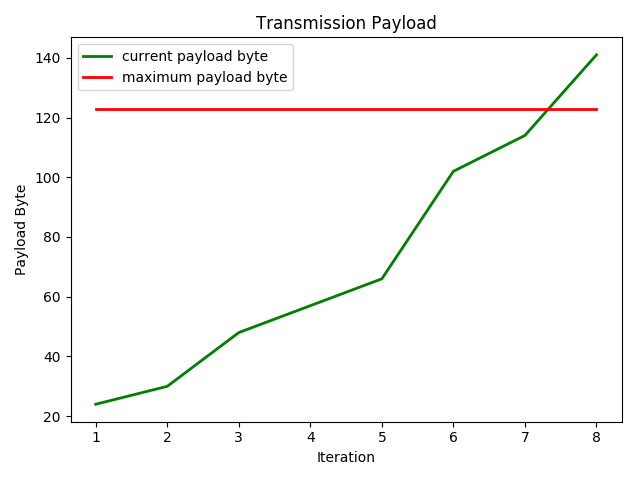 Transmission Payload
current payload byte
maximum payload byte
Payload Byte
140
120
100
80
60
40
20
1 2 3 4 5 6 7 8
Iteration